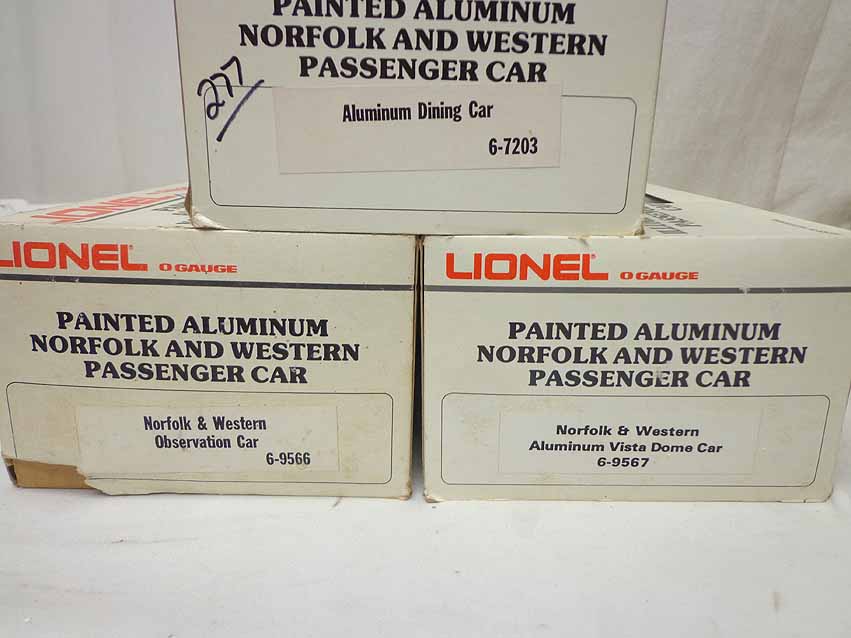 PAINTED ALUMINUM
NORFOLK AND WESTERN
PASSENGER CAR
277
Aluminum Dining Car
6-7203
LIONEL
LIONEL O GAUGE
PAINTED ALUMINUM
NORFOLK AND WESTERN
PASSENGER CAR
Norfolk & Western
Observation Car
6-9566
LIONEL O GAUGE
PAINTED ALUMINUM
NORFOLK AND WESTERN
PASSENGER CAR
Norfolk & Western
Aluminum Vista Dome Car
6-9567